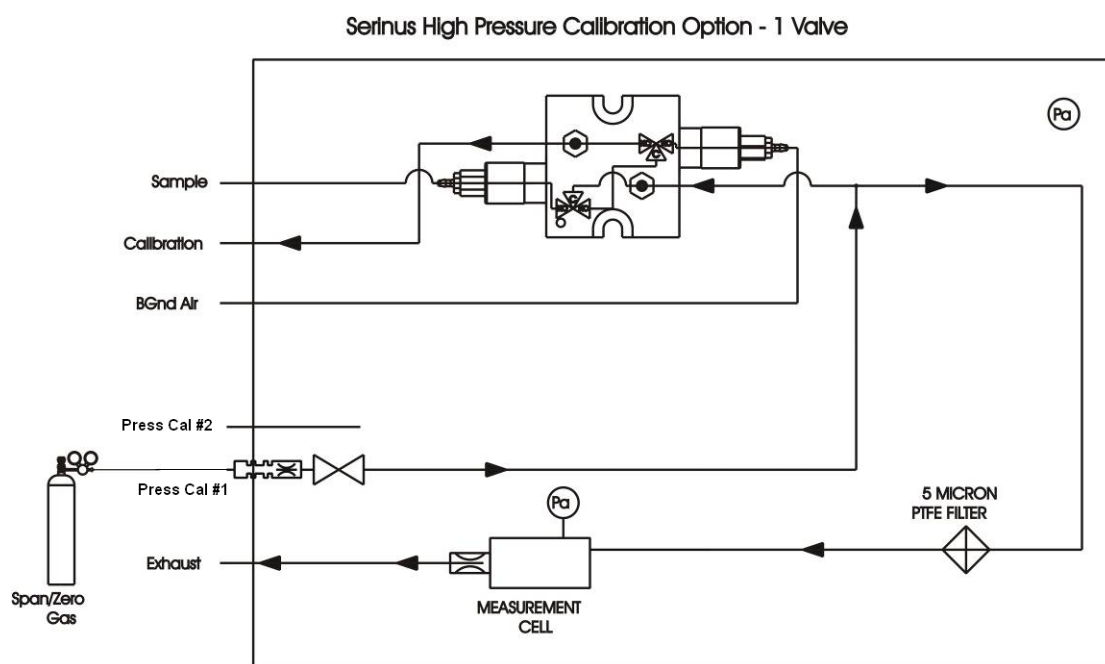 Serinus High Pressure Calibration Option - 1 Valve
Pa
Sample
Calibration
BGnd Air
Press Cal #2
Press Cal #1
Pa
5 MICRON
PTFE FILTER
Exhaust
Span/Zero
Gas
MEASUREMENT
CELL